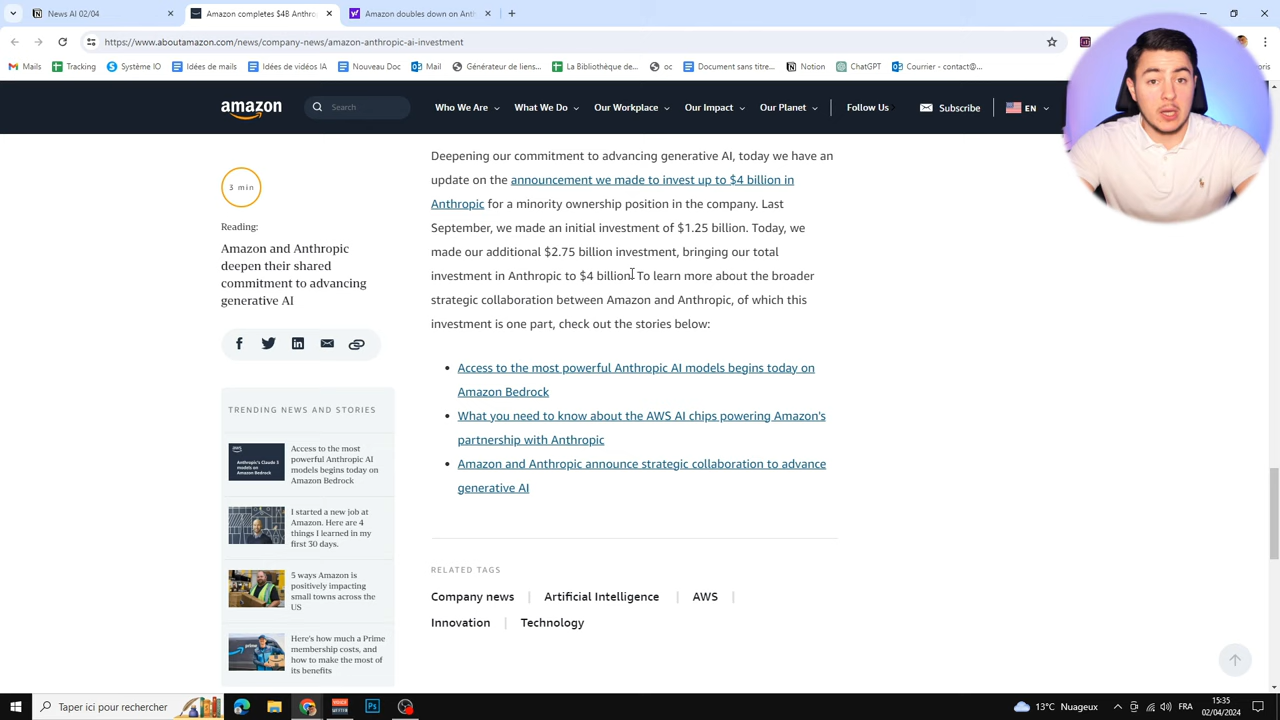 News AI 02/04
Amazon completes $4B Anthro
Amazon doubles down on Anth
https://www.aboutamazon.com/news/company-news/amazon-anthropic-ai-investment
Mails
Tracking
Système IO
Idées de mails
Idées de vidéos IA
Nouveau Doc
Mail
Générateur de liens...
La Bibliothèque de...
oc
Document sans titre...
Notion
ChatGPT
Courrier - contact@...
oris
amazon
Search
Who We Are
What We Do
Our Workplace
Our Impact
Our Planet
Follow Us
Subscribe
EN
3 min
Reading:
Amazon and Anthropic
deepen their shared
commitment to advancing
generative AI
TRENDING NEWS AND STORIES
aws
Anthropic's Claude 3
models on
Amazon Bedrock
Access to the most
powerful Anthropic AI
models begins today on
Amazon Bedrock
I started a new job at
Amazon. Here are 4
things I learned in my
first 30 days.
5 ways Amazon is
positively impacting
small towns across the
US
prime
Here's how much a Prime
membership costs, and
how to make the most of
its benefits
Deepening our commitment to advancing generative AI, today we have an
update on the announcement we made to invest up to $4 billion in
Anthropic for a minority ownership position in the company. Last
September, we made an initial investment of $1.25 billion. Today, we
made our additional $2.75 billion investment, bringing our total
investment in Anthropic to $4 billion. To learn more about the broader
strategic collaboration between Amazon and Anthropic, of which this
investment is one part, check out the stories below:
• Access to the most powerful Anthropic AI models begins today on
Amazon Bedrock
• What you need to know about the AWS AI chips powering Amazon's
partnership with Anthropic
• Amazon and Anthropic announce strategic collaboration to advance
generative AI
RELATED TAGS
Company news | Artificial Intelligence | AWS |
Innovation | Technology
Taper ici pour rechercher
Ps
13°C Nuageux
FRA
15:35
02/04/2024